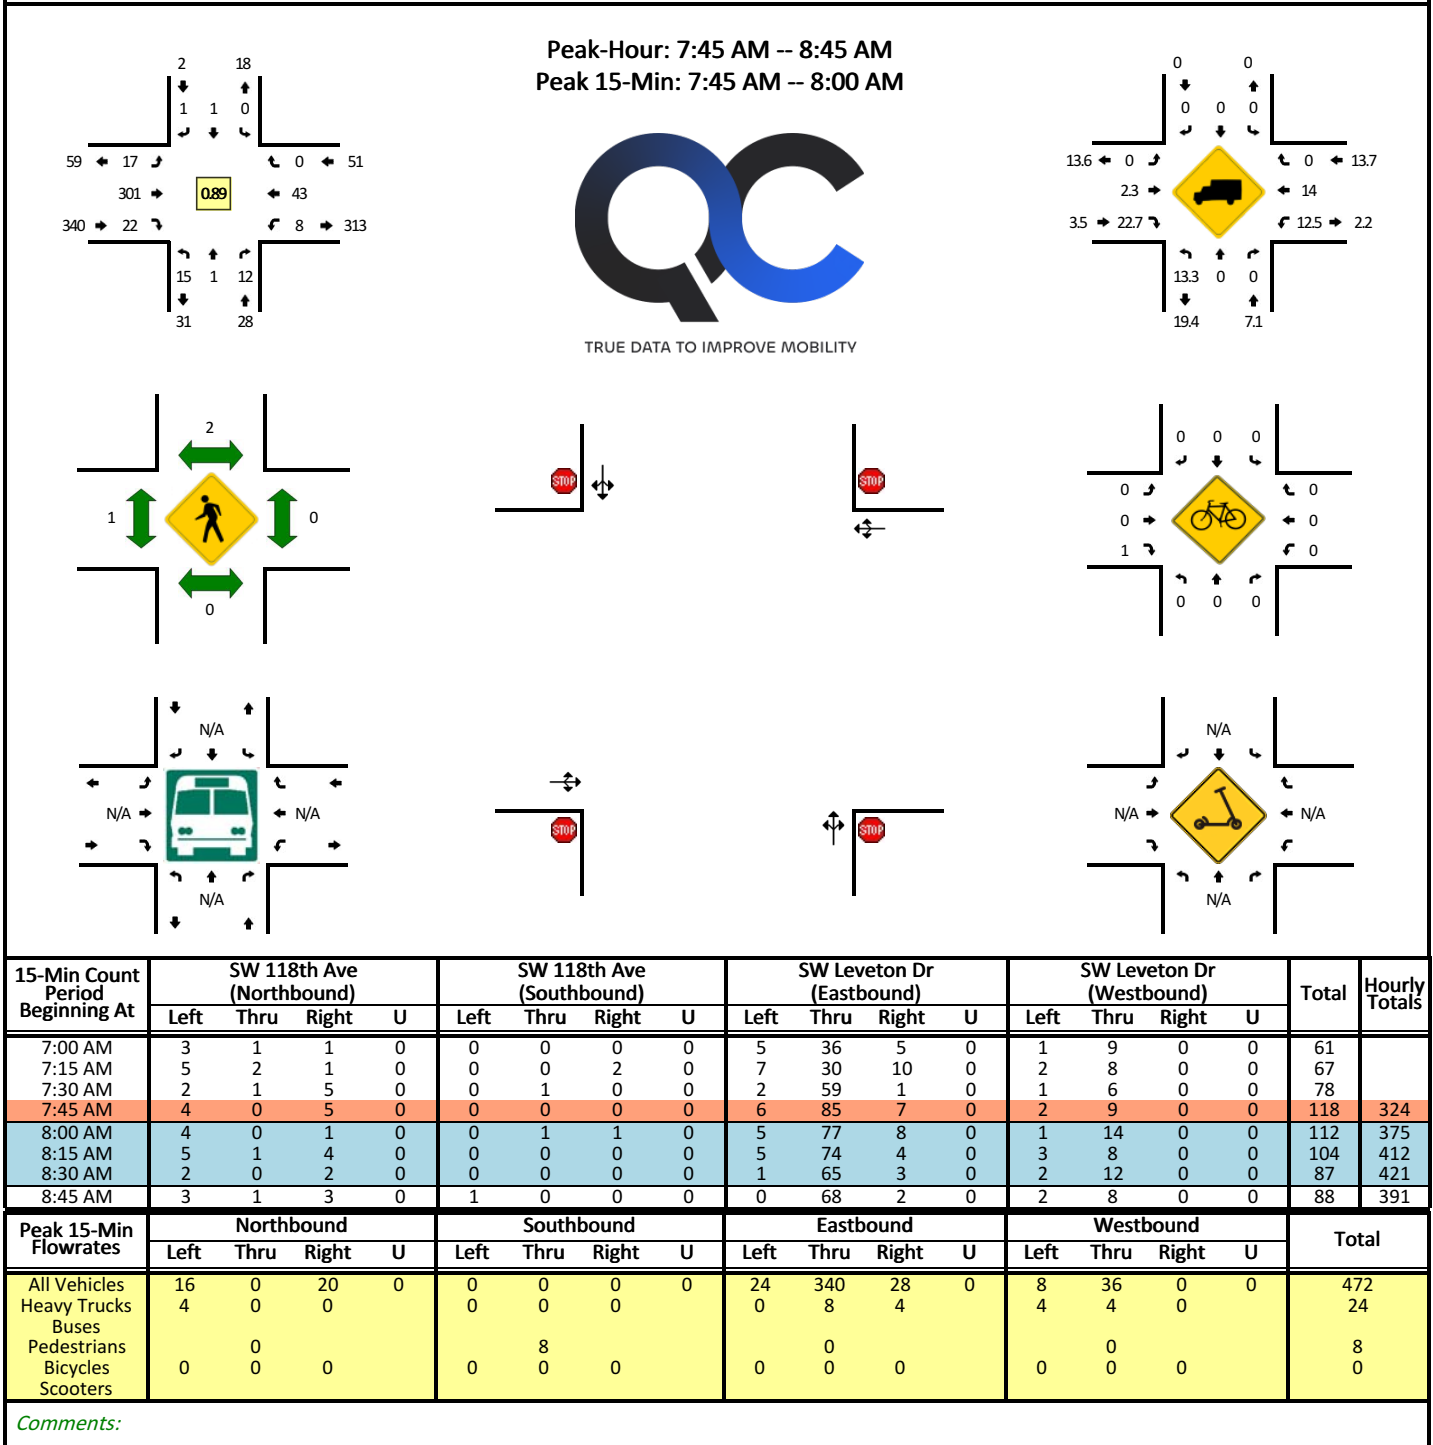 Peak-Hour: 7:45 AM -- 8:45 AM
Peak 15-Min: 7:45 AM -- 8:00 AM
2 18
1 1 0
59 17 0 51
301 0.89 43
340 22 8 313
15 1 12
31 28
TRUE DATA TO IMPROVE MOBILITY
0 0
0 0 0
13.6 0 0 13.7
2.3 14
3.5 22.7 12.5 2.2
13.3 0 0
19.4 7.1
2
1 0
0
STOP STOP
0 0 0
0 0
0 0
1 0
0 0 0
N/A
N/A N/A
N/A
STOP STOP
N/A
N/A N/A
N/A
15-Min Count Period Beginning At SW 118th Ave (Northbound) SW 118th Ave (Southbound) SW Leveton Dr (Eastbound) SW Leveton Dr (Westbound) Total Hourly Totals
Left Thru Right U Left Thru Right U Left Thru Right U Left Thru Right U
7:00 AM 3 1 1 0 0 0 0 0 5 36 5 0 1 9 0 0 61
7:15 AM 5 2 1 0 0 0 2 0 7 30 10 0 2 8 0 0 67
7:30 AM 2 1 5 0 0 1 0 0 2 59 1 0 1 6 0 0 78
7:45 AM 4 0 5 0 0 0 0 0 6 85 7 0 2 9 0 0 118 324
8:00 AM 4 0 1 0 0 1 1 0 5 77 8 0 1 14 0 0 112 375
8:15 AM 5 1 4 0 0 0 0 0 5 74 4 0 3 8 0 0 104 412
8:30 AM 2 0 2 0 0 0 0 0 1 65 3 0 2 12 0 0 87 421
8:45 AM 3 1 3 0 1 0 0 0 0 68 2 0 2 8 0 0 88 391
Peak 15-Min Flowrates Northbound Southbound Eastbound Westbound Total
Left Thru Right U Left Thru Right U Left Thru Right U Left Thru Right U
All Vehicles 16 0 20 0 0 0 0 0 24 340 28 0 8 36 0 0 472
Heavy Trucks 4 0 0 0 0 0 0 8 4 4 4 0 24
Buses
Pedestrians 0 8 0 0 8
Bicycles 0 0 0 0 0 0 0 0 0 0 0 0 0
Scooters
Comments: